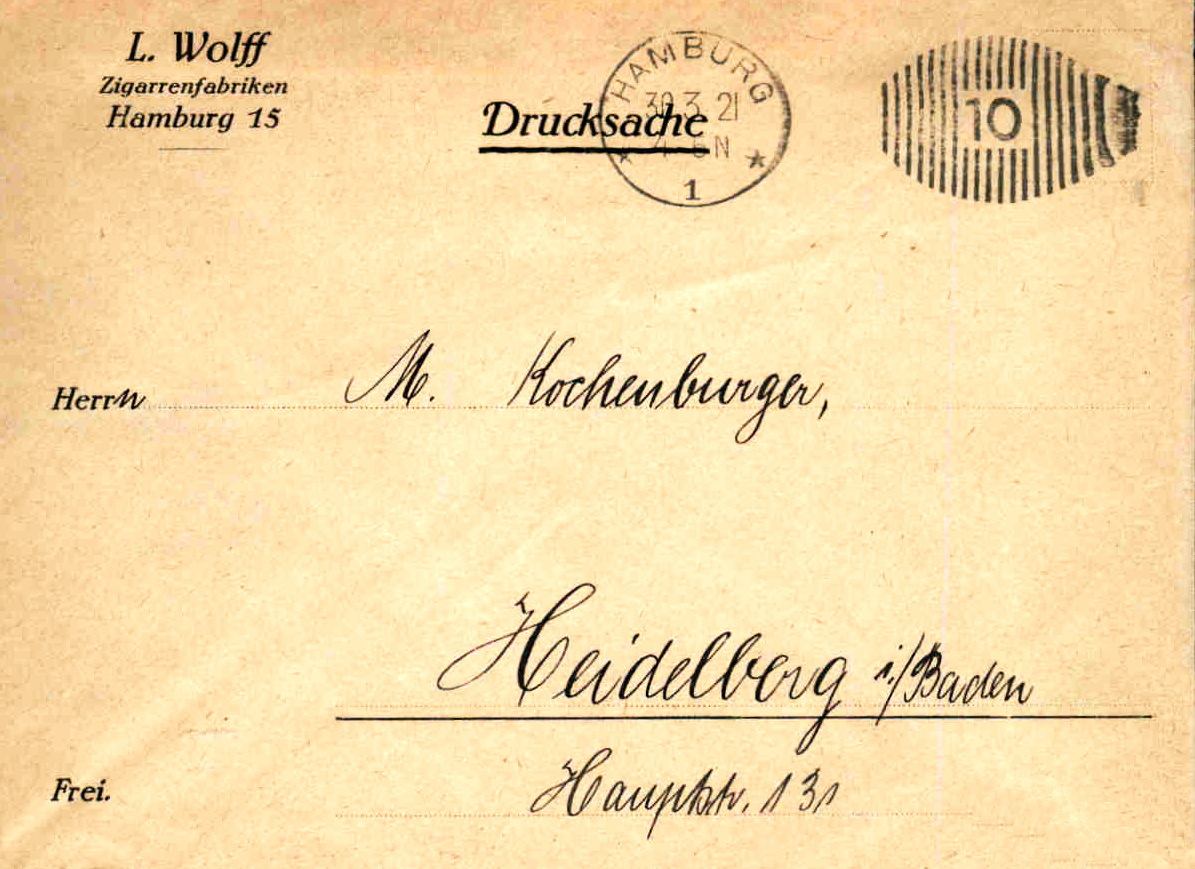 L. Wolff
Zigarrenfabriken
Hamburg 15
Drucksache
HAMBURG
30.3.21
N
1
10
Herrn M. Kochenburger,
Heidelberg i/Baden
Frei.
Hauptstr. 131